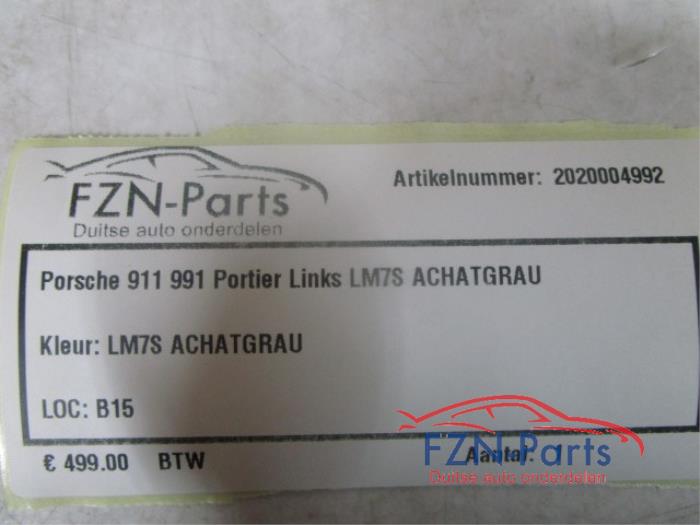 FZN-Parts
Duitse auto onderdelen
Artikelnummer: 2020004992
Porsche 911 991 Portier Links LM7S ACHATGRAU
Kleur: LM7S ACHATGRAU
LOC: B15
€ 499.00 BTW
Aantal:
FZN-Parts
Duitse auto onderdelen